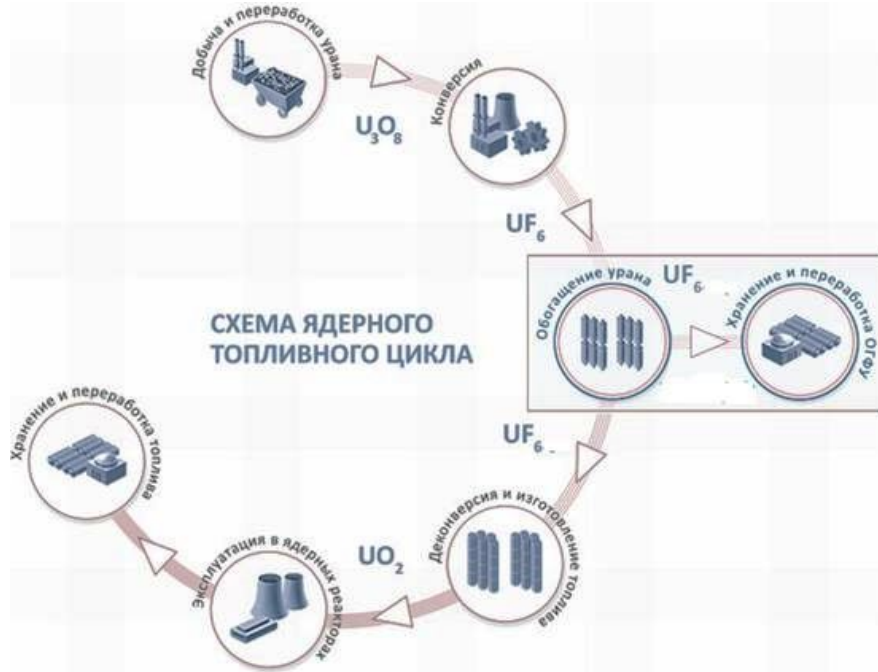 Добыча и переработка урана
U₃O₈
Конверсия
UF₆
Обогащение урана
UF₆
Хранение и переработка ОГФУ
СХЕМА ЯДЕРНОГО
ТОПЛИВНОГО ЦИКЛА
UF₆
Деконверсия и изготовление топлива
UO₂
Эксплуатация в ядерных реакторах
Хранение и переработка топлива